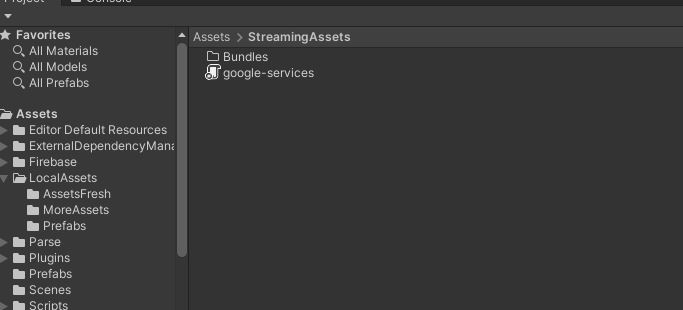 Project
Console
Favorites
All Materials
All Models
All Prefabs
Assets
Editor Default Resources
ExternalDependencyMana
Firebase
LocalAssets
AssetsFresh
MoreAssets
Prefabs
Parse
Plugins
Prefabs
Scenes
Scripts
Assets > StreamingAssets
Bundles
google-services